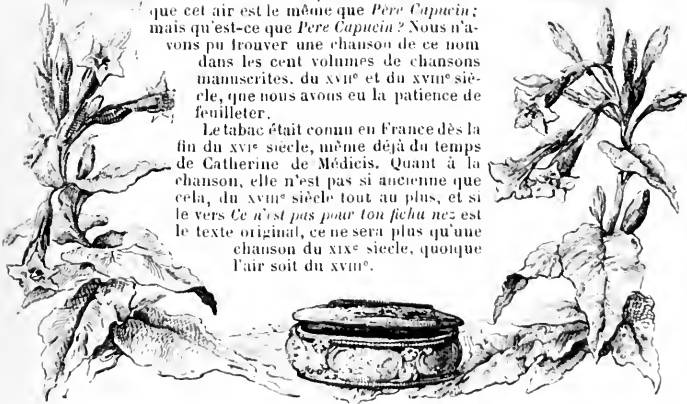 que cet air est le même que Père Capucin;
mais qu'est-ce que Père Capucin? Nous n'a-
vons pu trouver une chanson de ce nom
dans les cent volumes de chansons
manuscrites, du XVIIe et du XVIIIe siè-
cle, que nous avons eu la patience de
feuilleter.
Le tabac était connu en France dès la
fin du XVIe siècle, même déjà du temps
de Catherine de Médicis. Quant à la
chanson, elle n'est pas si ancienne que
cela, du XVIIIe siècle tout au plus, et si
le vers Ce n'est pas pour ton fichu nez est
le texte original, ce ne sera plus qu'une
chanson du XIXe siècle, quoique
l'air soit du XVIIIe.